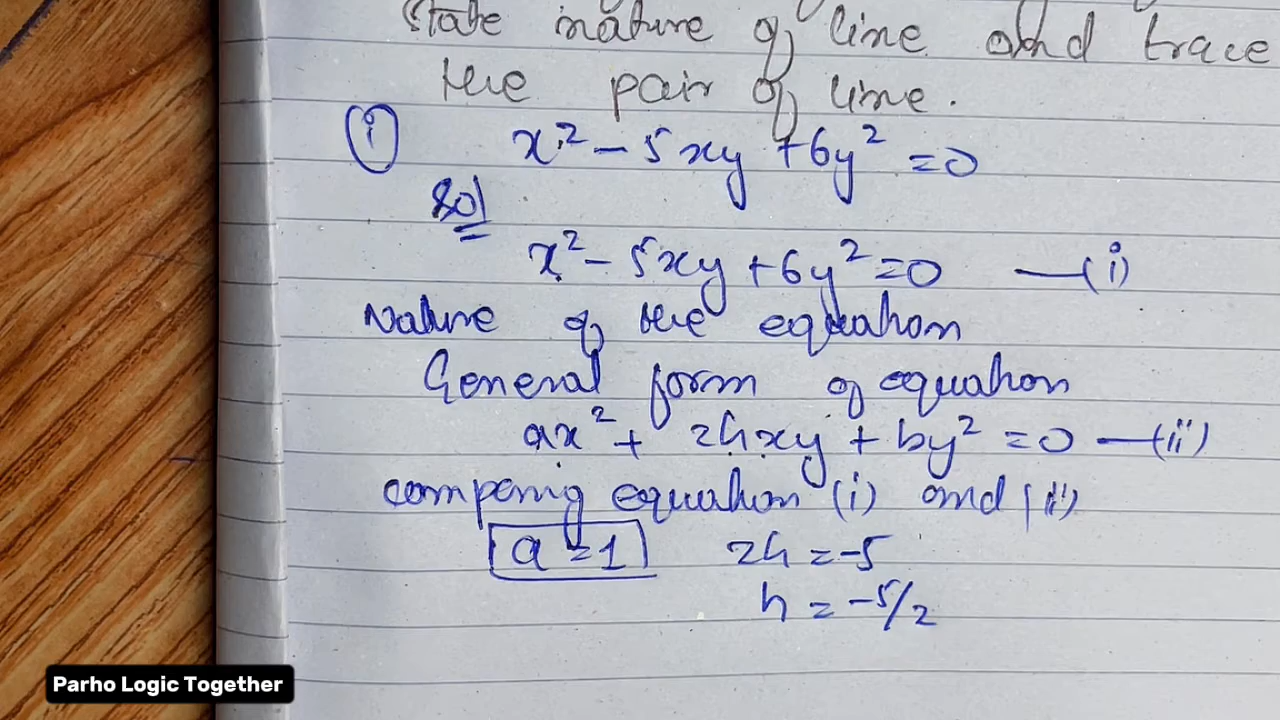 State nature of line and trace
the pair of line.
(i) x² - 5xy + 6y² = 0
Sol
x² - 5xy + 6y² = 0 —(i)
Nature of the equation
General form of equation
ax² + 2hxy + by² = 0 —(ii)
comparing equation (i) and (ii)
a = 1 2h = -5
h = -5/2
Parho Logic Together